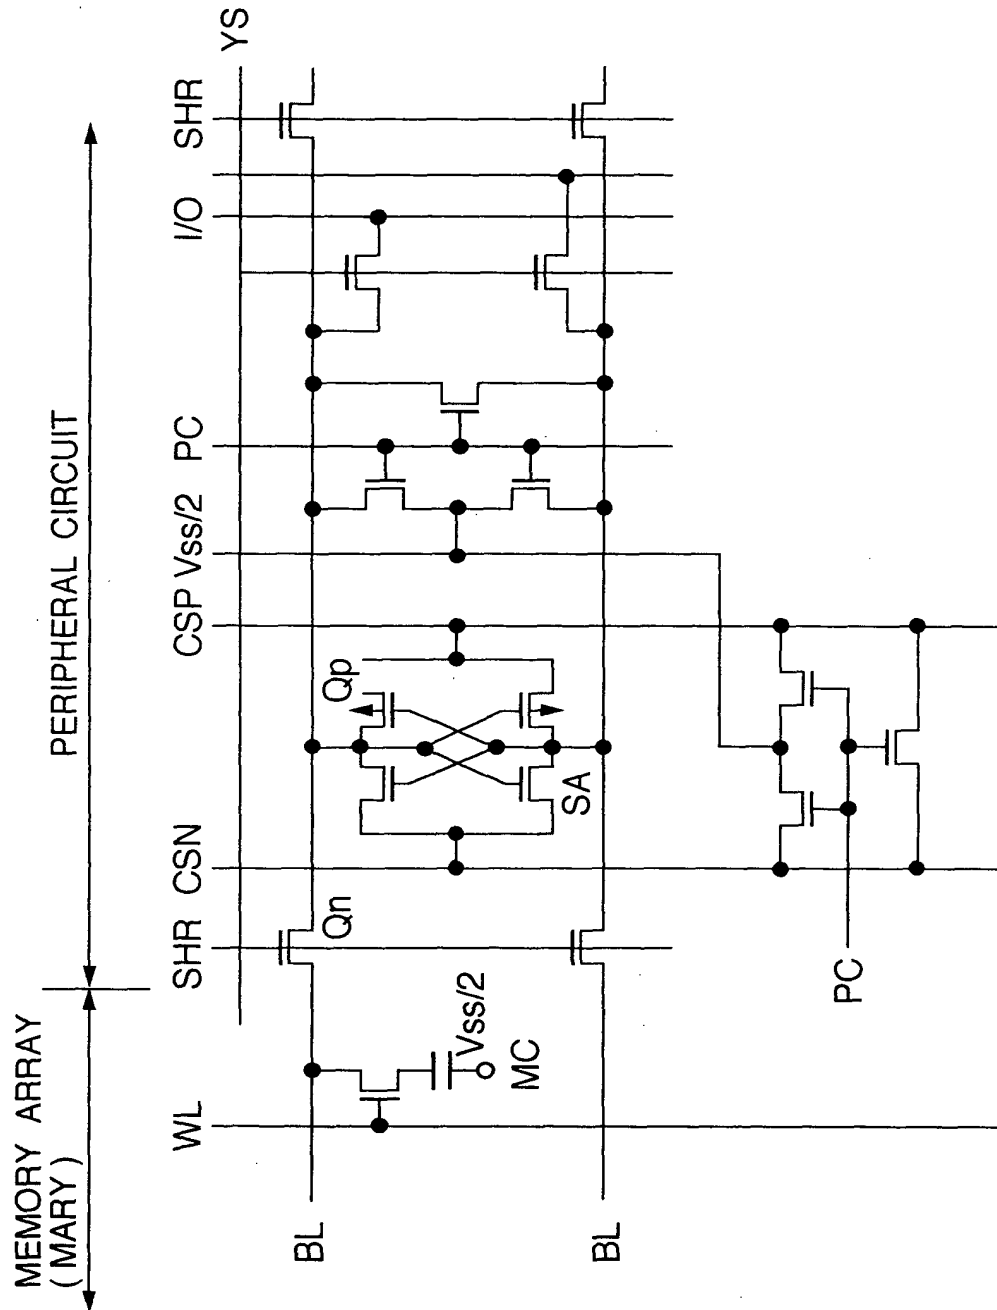 MEMORY ARRAY
( MARY )
PERIPHERAL CIRCUIT
WL
SHR
CSN
CSP
Vss/2
PC
I/O
SHR
YS
BL
Qn
Qp
SA
Vss/2
MC
BL
PC